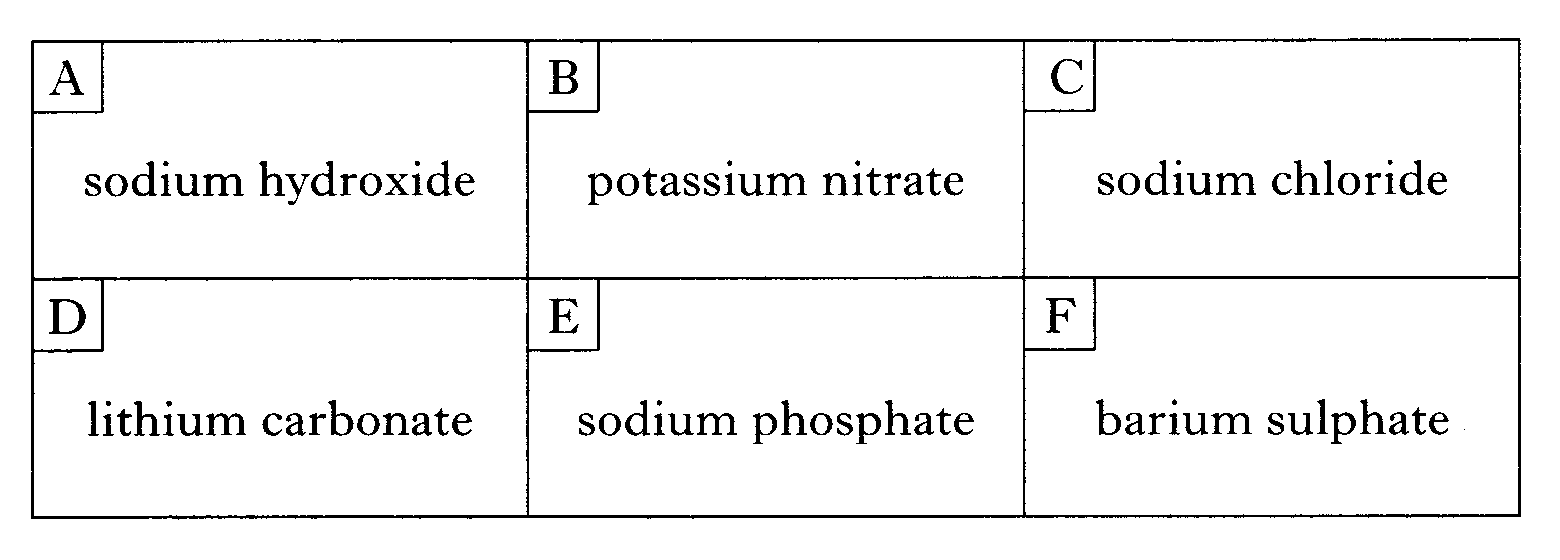 A
B
C
sodium hydroxide
potassium nitrate
sodium chloride
D
E
F
lithium carbonate
sodium phosphate
barium sulphate